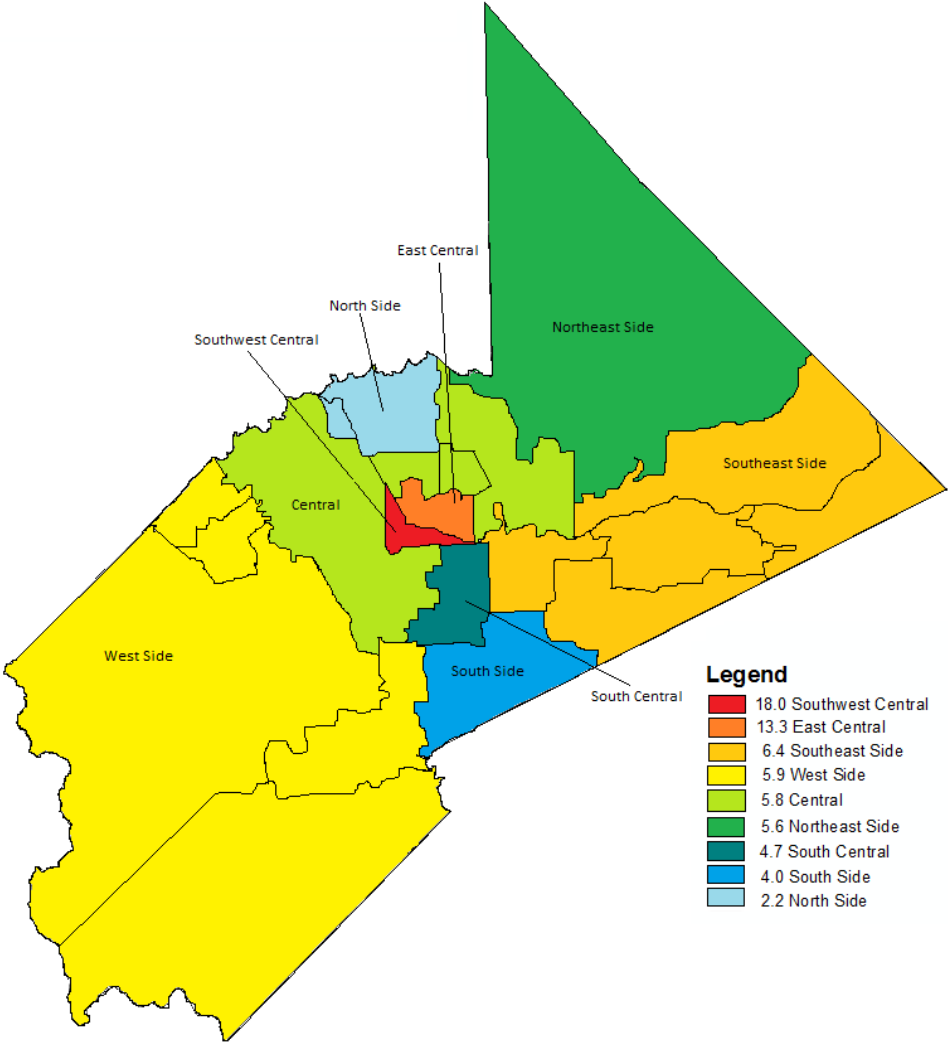 East Central
North Side
Northeast Side
Southwest Central
Southeast Side
Central
West Side
South Side
South Central
Legend
18.0 Southwest Central
13.3 East Central
6.4 Southeast Side
5.9 West Side
5.8 Central
5.6 Northeast Side
4.7 South Central
4.0 South Side
2.2 North Side